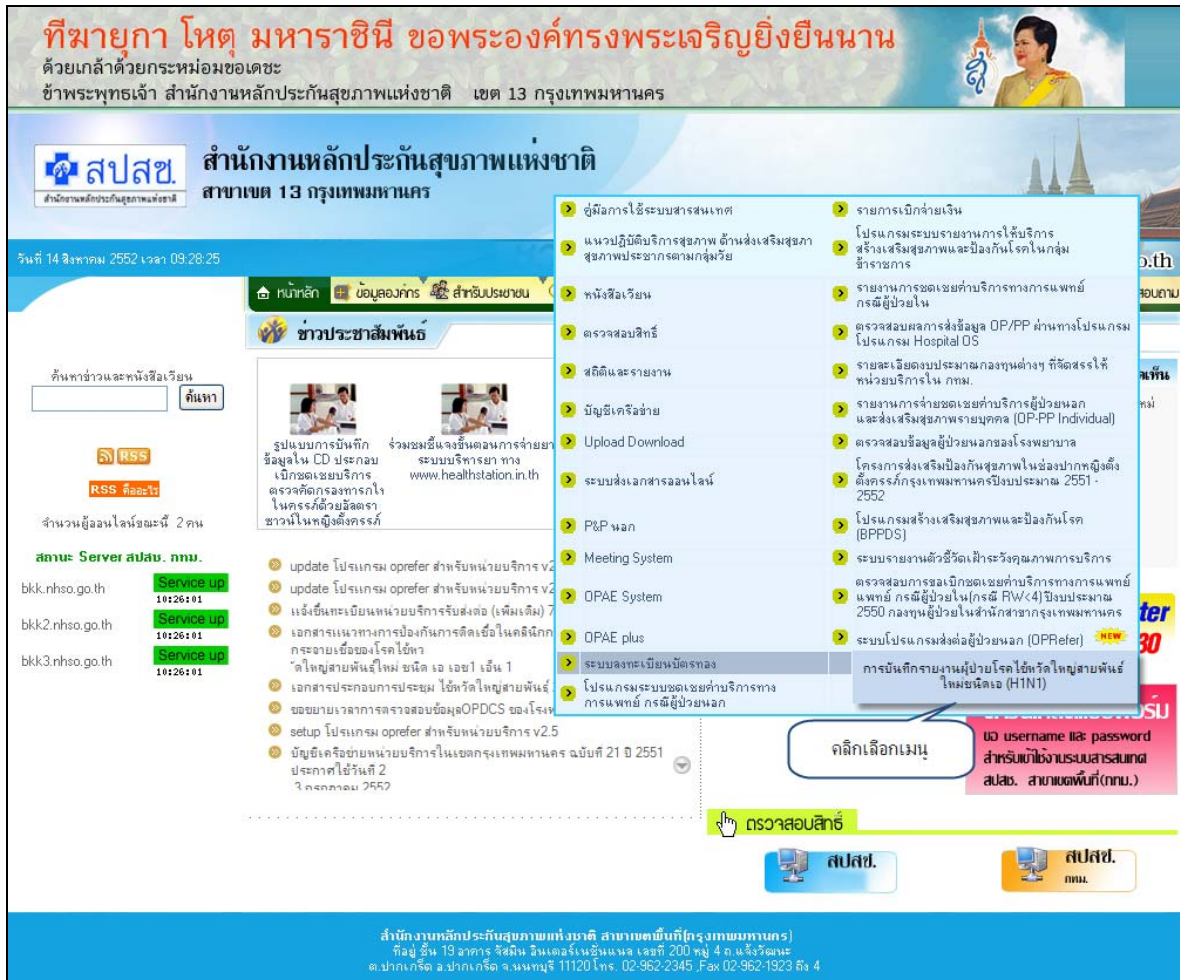 ทีฆายุกา โหตุ มหาราชินี ขอพระองค์ทรงพระเจริญยิ่งยืนนาน
ด้วยเกล้าด้วยกระหม่อมขอเดชะ
ข้าพระพุทธเจ้า สำนักงานหลักประกันสุขภาพแห่งชาติ เขต 13 กรุงเทพมหานคร
สปสช.
สำนักงานหลักประกันสุขภาพแห่งชาติ
สำนักงานหลักประกันสุขภาพแห่งชาติ
สาขาเขต 13 กรุงเทพมหานคร
วันที่ 14 สิงหาคม 2552 เวลา 09:28:25
o.th
หน้าหลัก
ข้อมูลองค์กร
สำหรับประชาชน
ข่าวประชาสัมพันธ์
ค้นหาข่าวและหนังสือเวียน
ค้นหา
RSS
RSS คืออะไร
จำนวนผู้ออนไลน์ขณะนี้ 2 คน
สถานะ Server สปสช. กทม.
bkk.nhso.go.th Service up
10:26:01
bkk2.nhso.go.th Service up
10:26:01
bkk3.nhso.go.th Service up
10:26:01
รูปแบบการบันทึก
ข้อมูลใน CD ประกอบ
เบิกชดเชยบริการ
ตรวจคัดกรองทารกใน
ในครรภ์ด้วยอัลตรา
ซาวน์ในหญิงตั้งครรภ์
ร่วมชมชี้แจงขั้นตอนการจ่ายยา
ระบบบริหารยา ทาง
www.healthstation.in.th
update โปรแกรม oprefer สำหรับหน่วยบริการ v2
update โปรแกรม oprefer สำหรับหน่วยบริการ v2
แจ้งขึ้นทะเบียนหน่วยบริการรับส่งต่อ (เพิ่มเติม) 7
เอกสารแนวทางการป้องกันการติดเชื้อในคลินิกก
กระจายเชื้อของโรคไข้หว
ัดใหญ่สายพันธุ์ใหม่ ชนิด เอ เอช1 เอ็น 1
เอกสารประกอบการประชุม ไข้หวัดใหญ่สายพันธุ์
ขอขยายเวลาการตรวจสอบข้อมูลOPDCS ของโรงพ
setup โปรแกรม oprefer สำหรับหน่วยบริการ v2.5
บัญชีเครือข่ายหน่วยบริการในเขตกรุงเทพมหานคร ฉบับที่ 21 ปี 2551
ประกาศใช้วันที่ 2
3 กรกฎาคม 2552
คู่มือการใช้ระบบสารสนเทศ
แนวปฏิบัติบริการสุขภาพ ด้านส่งเสริมสุขภา
สุขภาพประชากรตามกลุ่มวัย
หนังสือเวียน
ตรวจสอบสิทธิ์
สถิติและรายงาน
บัญชีเครือข่าย
Upload Download
ระบบส่งเอกสารออนไลน์
P&P นอก
Meeting System
OPAE System
OPAE plus
ระบบลงทะเบียนบัตรทอง
โปรแกรมระบบชดเชยค่าบริการทาง
การแพทย์ กรณีผู้ป่วยนอก
รายการเบิกจ่ายเงิน
โปรแกรมระบบรายงานการให้บริการ
สร้างเสริมสุขภาพและป้องกันโรคในกลุ่ม
ข้าราชการ
รายงานการชดเชยค่าบริการทางการแพทย์
กรณีผู้ป่วยใน
ตรวจสอบผลการส่งข้อมูล OP/PP ผ่านทางโปรแกรม
โปรแกรม Hospital OS
รายละเอียดงบประมาณกองทุนต่างๆ ที่จัดสรรให้
หน่วยบริการใน กทม.
รายงานการจ่ายชดเชยค่าบริการผู้ป่วยนอก
และส่งเสริมสุขภาพรายบุคคล (OP-PP Individual)
ตรวจสอบข้อมูลผู้ป่วยนอกของโรงพยาบาล
โครงการส่งเสริมป้องกันสุขภาพในช่องปากหญิงตั้ง
ตั้งครรภ์กรุงเทพมหานครปีงบประมาณ 2551 -
2552
โปรแกรมสร้างเสริมสุขภาพและป้องกันโรค
(BPPDS)
ระบบรายงานตัวชี้วัดเฝ้าระวังคุณภาพการบริการ
ตรวจสอบการขอเบิกชดเชยค่าบริการทางการแพทย์
แพทย์ กรณีผู้ป่วยใน(กรณี RW<4)ปีงบประมาณ
2550 กองทุนผู้ป่วยในสำนักสาขากรุงเทพมหานคร
ระบบโปรแกรมส่งต่อผู้ป่วยนอก (OPRefer) NEW
การบันทึกรายงานผู้ป่วยโรคไข้หวัดใหญ่สายพันธุ์
ใหม่ชนิดเอ (H1N1)
คลิกเลือกเมนู
สอบถาม
ter
30
ขอ username และ password
สำหรับเข้าใช้งานระบบสารสนเทศ
สปสช. สาขาเขตพื้นที่(กทม.)
ตรวจสอบสิทธิ์
สปสช.
สปสช.
กทม.
สำนักงานหลักประกันสุขภาพแห่งชาติ สาขาเขตพื้นที่(กรุงเทพมหานคร)
ที่อยู่ ชั้น 19 อาคาร จัสมิน อินเตอร์เนชั่นแนล เลขที่ 200 หมู่ 4 ถ.แจ้งวัฒนะ
ต.ปากเกร็ด อ.ปากเกร็ด จ.นนทบุรี 11120 โทร. 02-962-2345 ,Fax 02-962-1923 ถึง 4